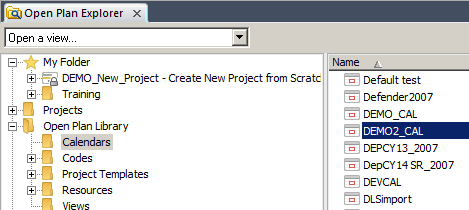 Open Plan Explorer
Open a view...
My Folder
DEMO_New_Project - Create New Project from Scratc
Training
Projects
Open Plan Library
Calendars
Codes
Project Templates
Resources
Views
Name
Default test
Defender2007
DEMO_CAL
DEMO2_CAL
DEPCY13_2007
DepCY14 SR_2007
DEVCAL
DLSimport